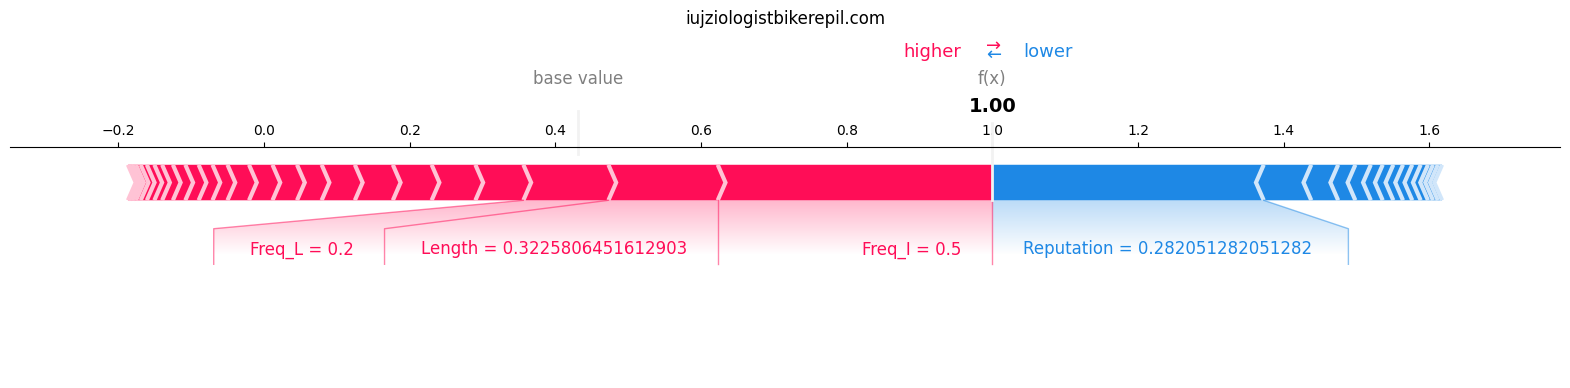 iujziologistbikerepil.com
higher ⇄ lower
base value f(x)
1.00
−0.2 0.0 0.2 0.4 0.6 0.8 1.0 1.2 1.4 1.6
Freq_L = 0.2 Length = 0.3225806451612903 Freq_I = 0.5 Reputation = 0.282051282051282